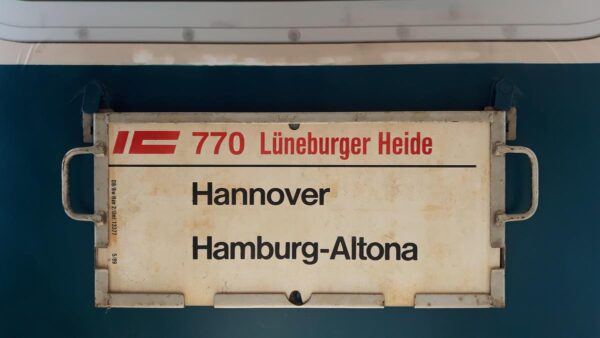 IC 770 Lüneburger Heide
Hannover
Hamburg-Altona